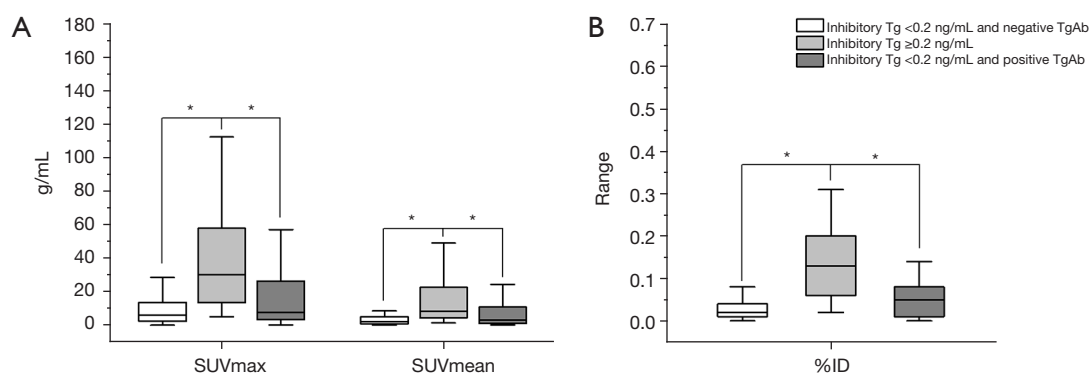 A
180
160
140
120
100
80
60
40
20
0
g/mL
*
*
*
*
SUVmax
SUVmean
B
0.7
0.6
0.5
0.4
0.3
0.2
0.1
0.0
Range
Inhibitory Tg <0.2 ng/mL and negative TgAb
Inhibitory Tg ≥0.2 ng/mL
Inhibitory Tg <0.2 ng/mL and positive TgAb
*
*
%ID